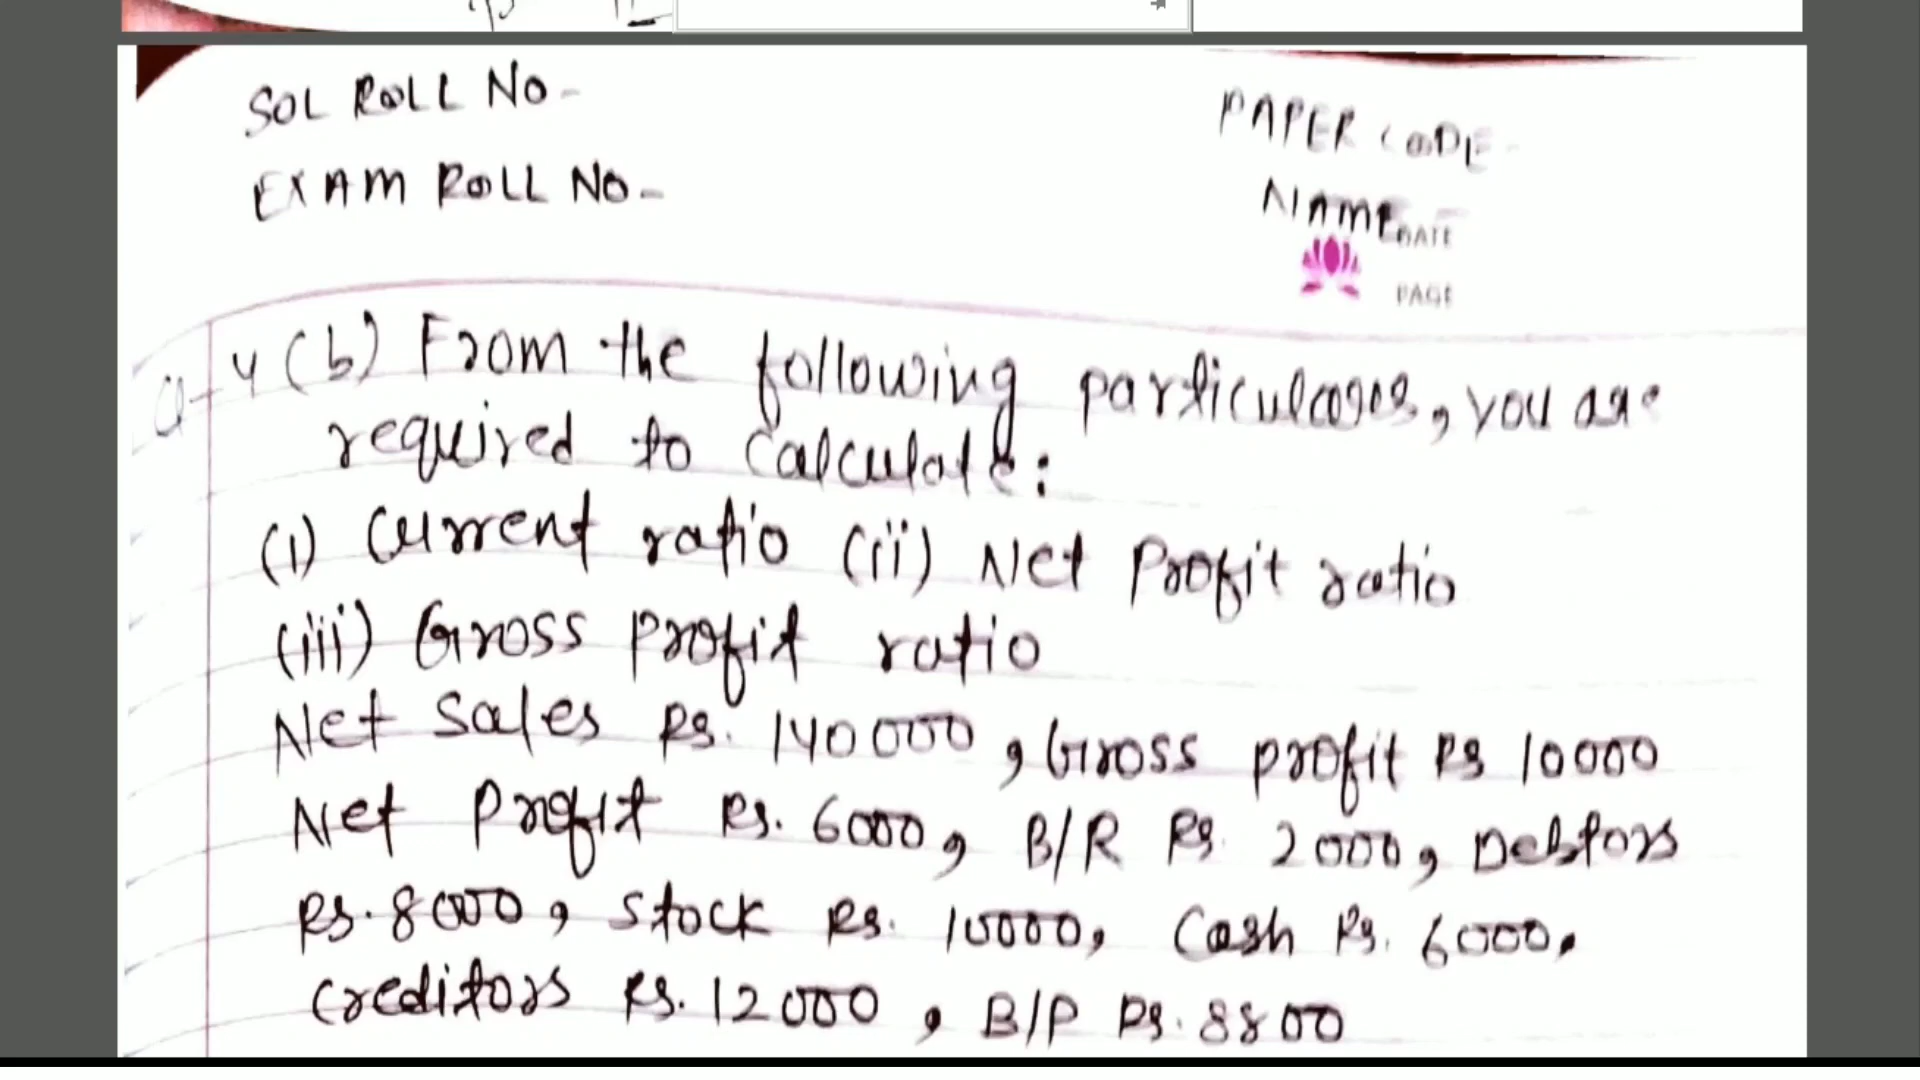 SOL ROLL NO-
PAPER CODE-
EXAM ROLL NO-
NAME
DATE
PAGE
Q-4(b) From the following particulars, you are
required to calculate:
(i) Current ratio (ii) Net Profit ratio
(iii) Gross profit ratio
Net Sales Rs. 140000, Gross profit Rs 10000
Net Profit Rs. 6000, B/R Rs. 2000, Debtors
Rs. 8000, Stock Rs. 10000, Cash Rs. 6000,
Creditors Rs. 12000, B/P Rs. 8800